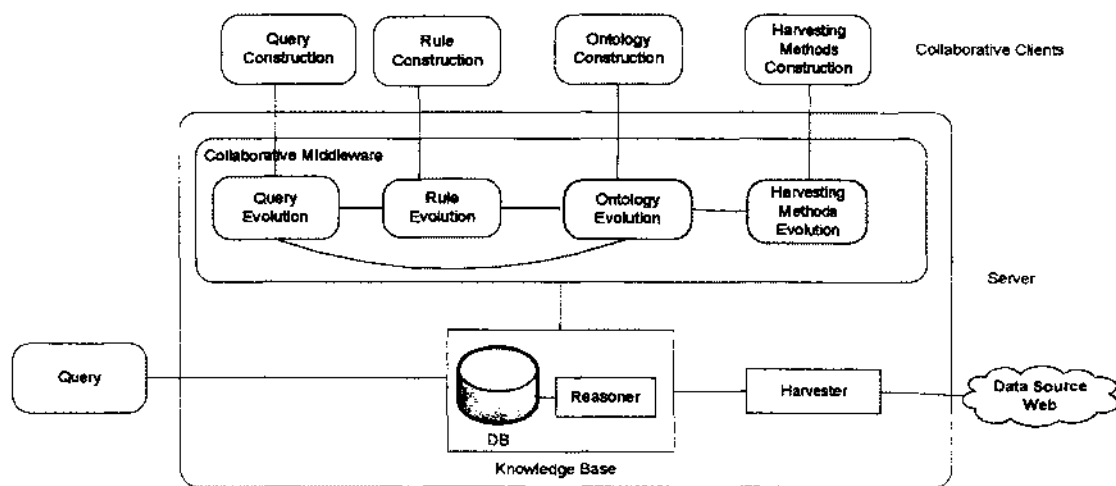 Query
Construction
Rule
Construction
Ontology
Construction
Harvesting
Methods
Construction
Collaborative Clients
Collaborative Middleware
Query
Evolution
Rule
Evolution
Ontology
Evolution
Harvesting
Methods
Evolution
Server
Query
DB
Reasoner
Knowledge Base
Harvester
Data Source
Web